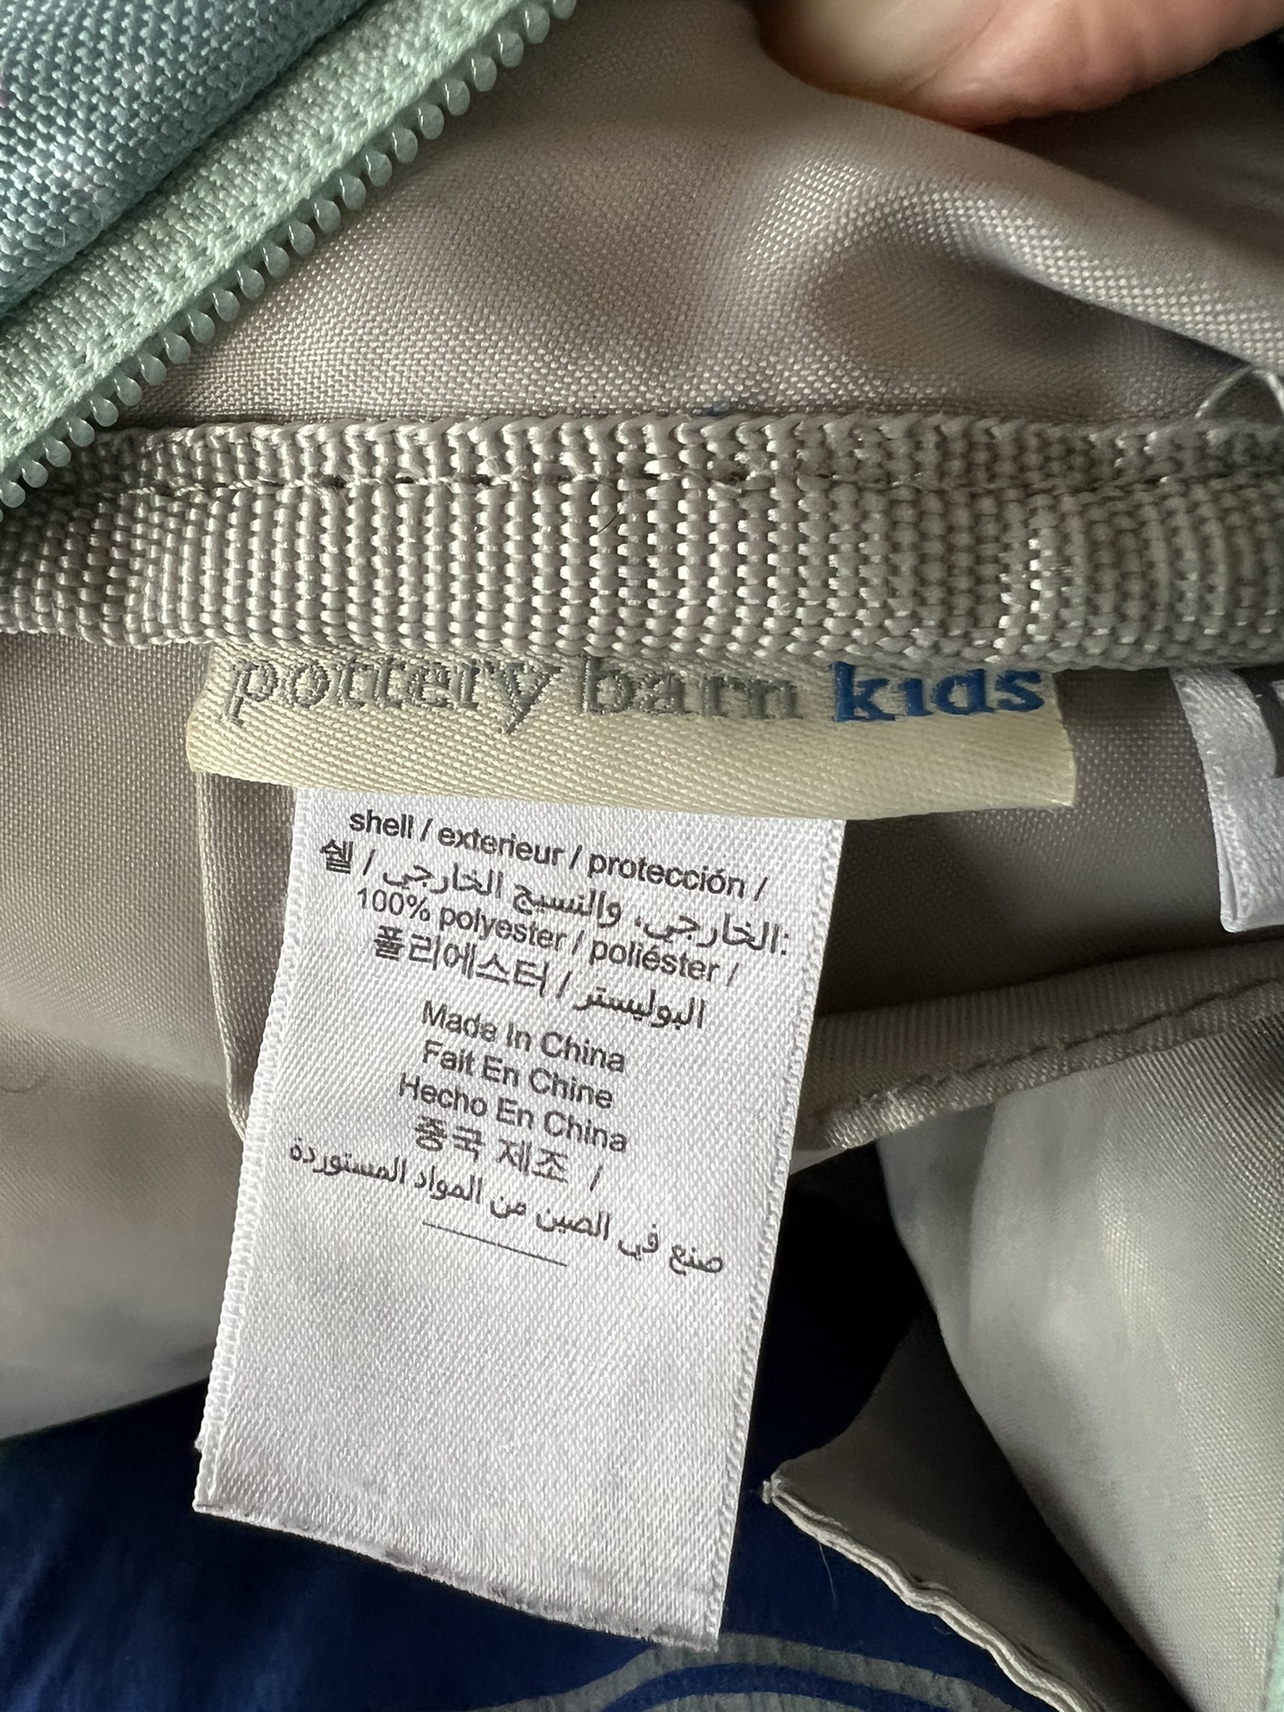 pottery barn kids
shell / exterieur / protección /
쉘 / الخارجي، والنسيج الخارجي:
100% polyester / poliéster /
폴리에스터 / البوليستر
Made In China
Fait En Chine
Hecho En China
중국 제조 /
صنع في الصين من المواد المستوردة